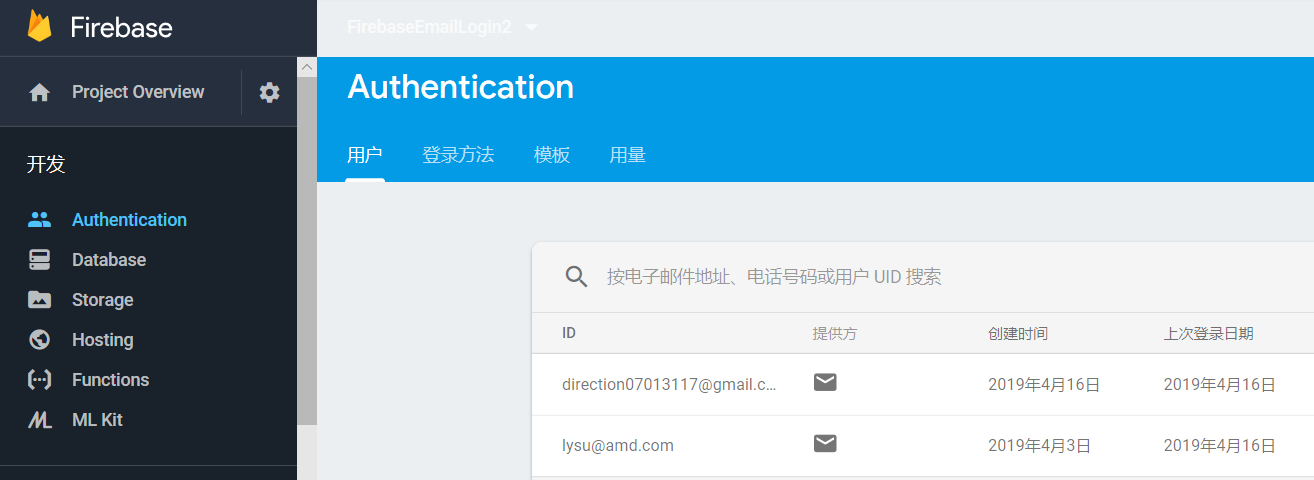 Firebase
FirebaseEmailLogin2
Project Overview
Authentication
用户 登录方法 模板 用量
开发
Authentication
Database
Storage
Hosting
Functions
ML Kit
按电子邮件地址、电话号码或用户 UID 搜索
ID 提供方 创建时间 上次登录日期
direction07013117@gmail.c... 2019年4月16日 2019年4月16日
lysu@amd.com 2019年4月3日 2019年4月16日